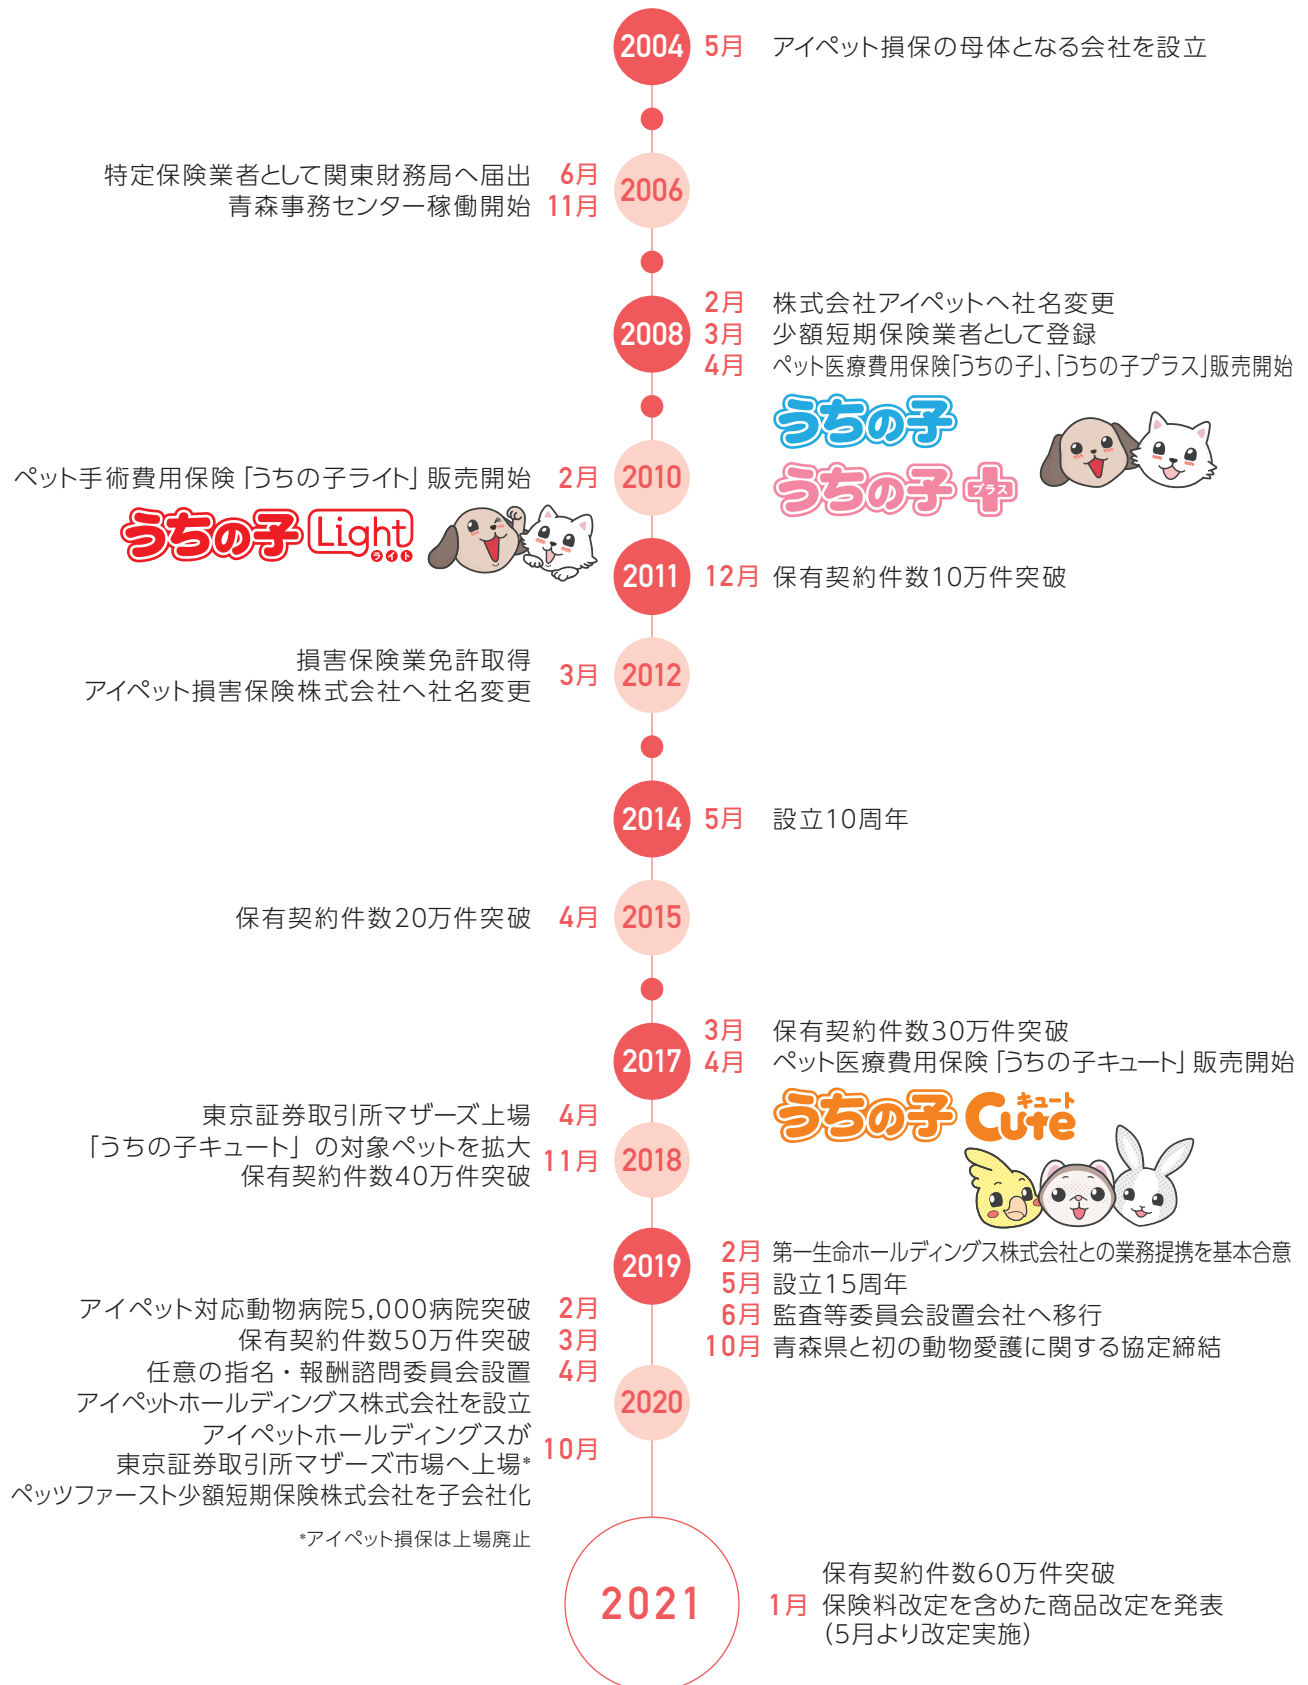 2004 5月 アイペット損保の母体となる会社を設立
特定保険業者として関東財務局へ届出 6月
青森事務センター稼働開始 11月
2006
2月 株式会社アイペットへ社名変更
2008 3月 少額短期保険業者として登録
4月 ペット医療費用保険「うちの子」、「うちの子プラス」販売開始
うちの子
うちの子 プラス
ペット手術費用保険「うちの子ライト」販売開始 2月 2010
うちの子 Light ライト
2011 12月 保有契約件数10万件突破
損害保険業免許取得
アイペット損害保険株式会社へ社名変更
3月 2012
2014 5月 設立10周年
保有契約件数20万件突破 4月 2015
3月 保有契約件数30万件突破
2017 4月 ペット医療費用保険「うちの子キュート」販売開始
うちの子 Cute キュート
東京証券取引所マザーズ上場 4月
「うちの子キュート」の対象ペットを拡大
保有契約件数40万件突破
11月 2018
2019
2月 第一生命ホールディングス株式会社との業務提携を基本合意
5月 設立15周年
6月 監査等委員会設置会社へ移行
10月 青森県と初の動物愛護に関する協定締結
アイペット対応動物病院5,000病院突破 2月
保有契約件数50万件突破 3月
任意の指名・報酬諮問委員会設置 4月
2020
アイペットホールディングス株式会社を設立
アイペットホールディングスが
東京証券取引所マザーズ市場へ上場*
10月
ペッツファースト少額短期保険株式会社を子会社化
*アイペット損保は上場廃止
2021
保有契約件数60万件突破
1月 保険料改定を含めた商品改定を発表
(5月より改定実施)